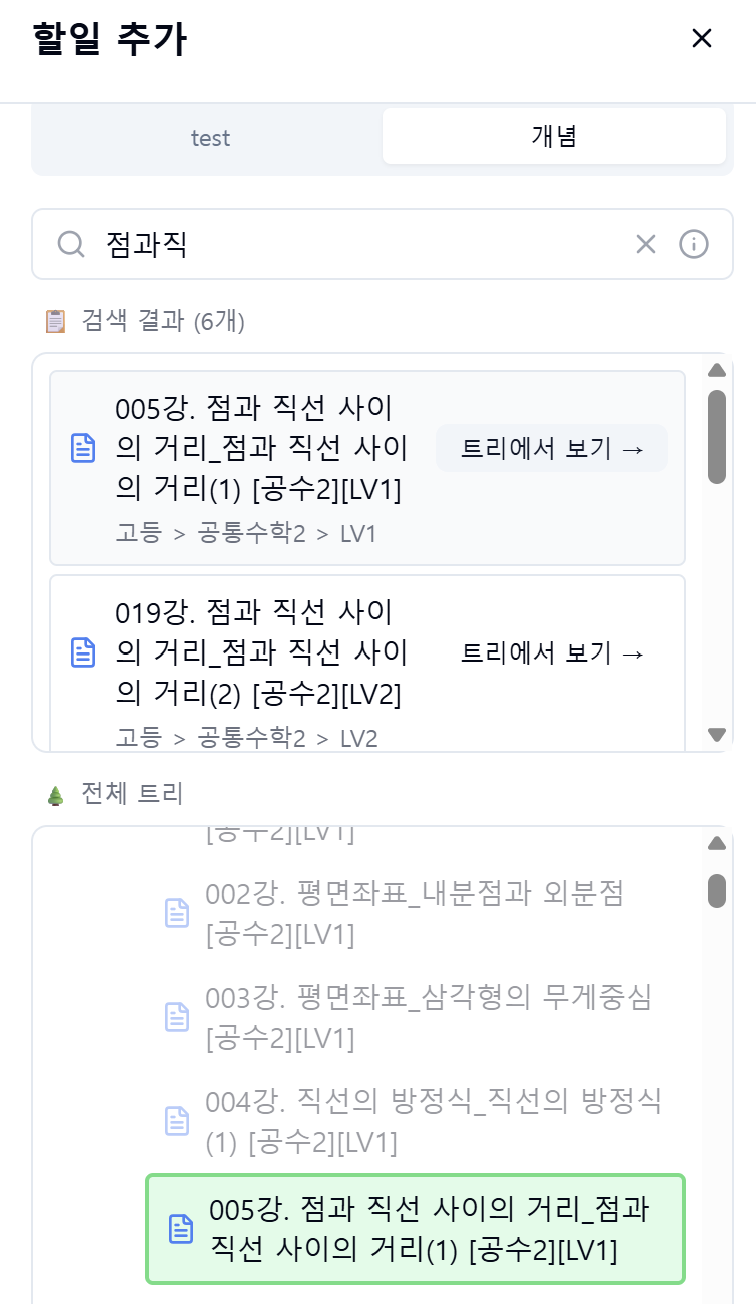 할일 추가
test
개념
점과직
검색 결과 (6개)
005강. 점과 직선 사이
의 거리_점과 직선 사이
의 거리(1) [공수2][LV1]
트리에서 보기 →
고등 > 공통수학2 > LV1
019강. 점과 직선 사이
의 거리_점과 직선 사이
의 거리(2) [공수2][LV2]
트리에서 보기 →
고등 > 공통수학2 > LV2
전체 트리
[공수2][LV1]
002강. 평면좌표_내분점과 외분점
[공수2][LV1]
003강. 평면좌표_삼각형의 무게중심
[공수2][LV1]
004강. 직선의 방정식_직선의 방정식
(1) [공수2][LV1]
005강. 점과 직선 사이의 거리_점과
직선 사이의 거리(1) [공수2][LV1]